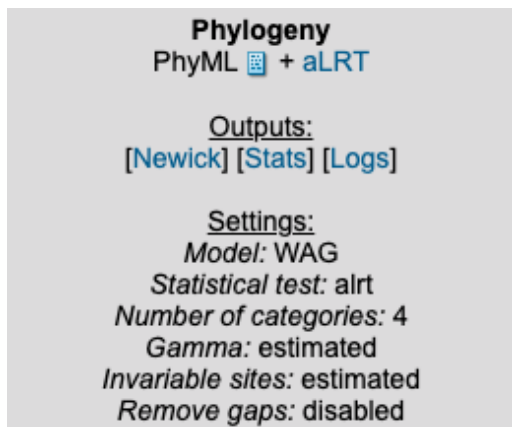 Phylogeny
PhyML + aLRT
Outputs:
[Newick] [Stats] [Logs]
Settings:
Model: WAG
Statistical test: alrt
Number of categories: 4
Gamma: estimated
Invariable sites: estimated
Remove gaps: disabled